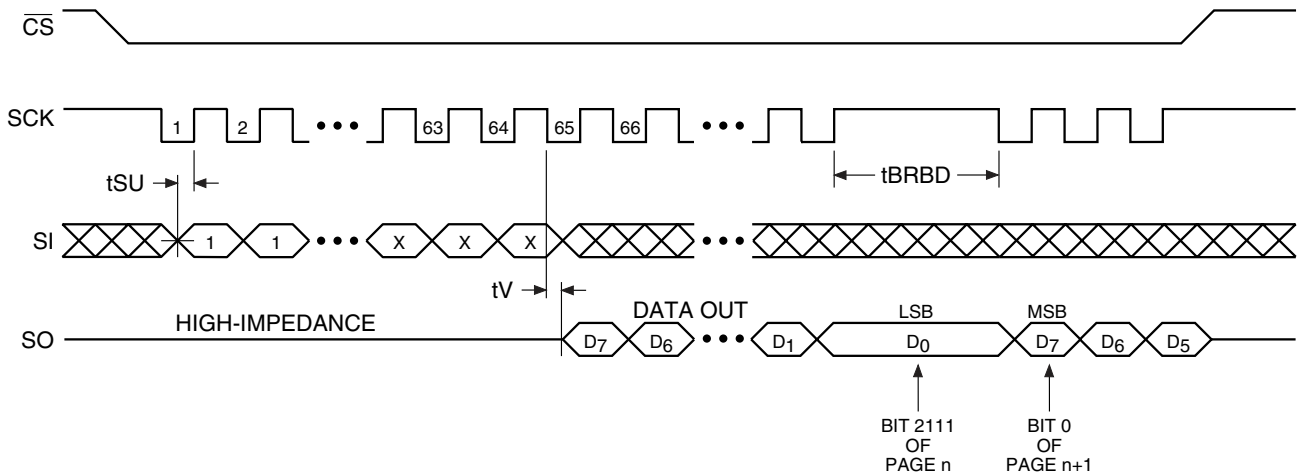 CS
SCK 1 2 ••• 63 64 65 66 •••
tSU tBRBD
SI 1 1 ••• X X X •••
tV
HIGH-IMPEDANCE DATA OUT LSB MSB
SO D7 D6 ••• D1 D0 D7 D6 D5
BIT 2111
OF
PAGE n
BIT 0
OF
PAGE n+1